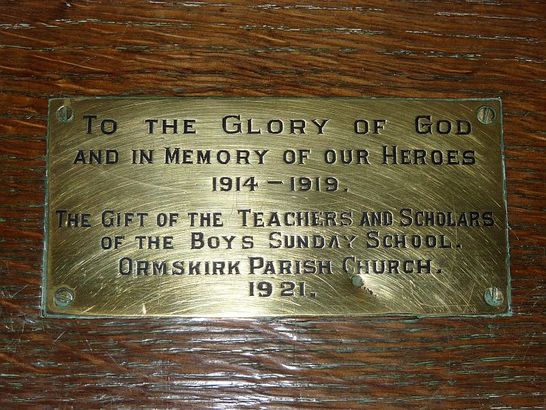 TO THE GLORY OF GOD
AND IN MEMORY OF OUR HEROES
1914 - 1919.
THE GIFT OF THE TEACHERS AND SCHOLARS
OF THE BOYS SUNDAY SCHOOL.
ORMSKIRK PARISH CHURCH.
1921.